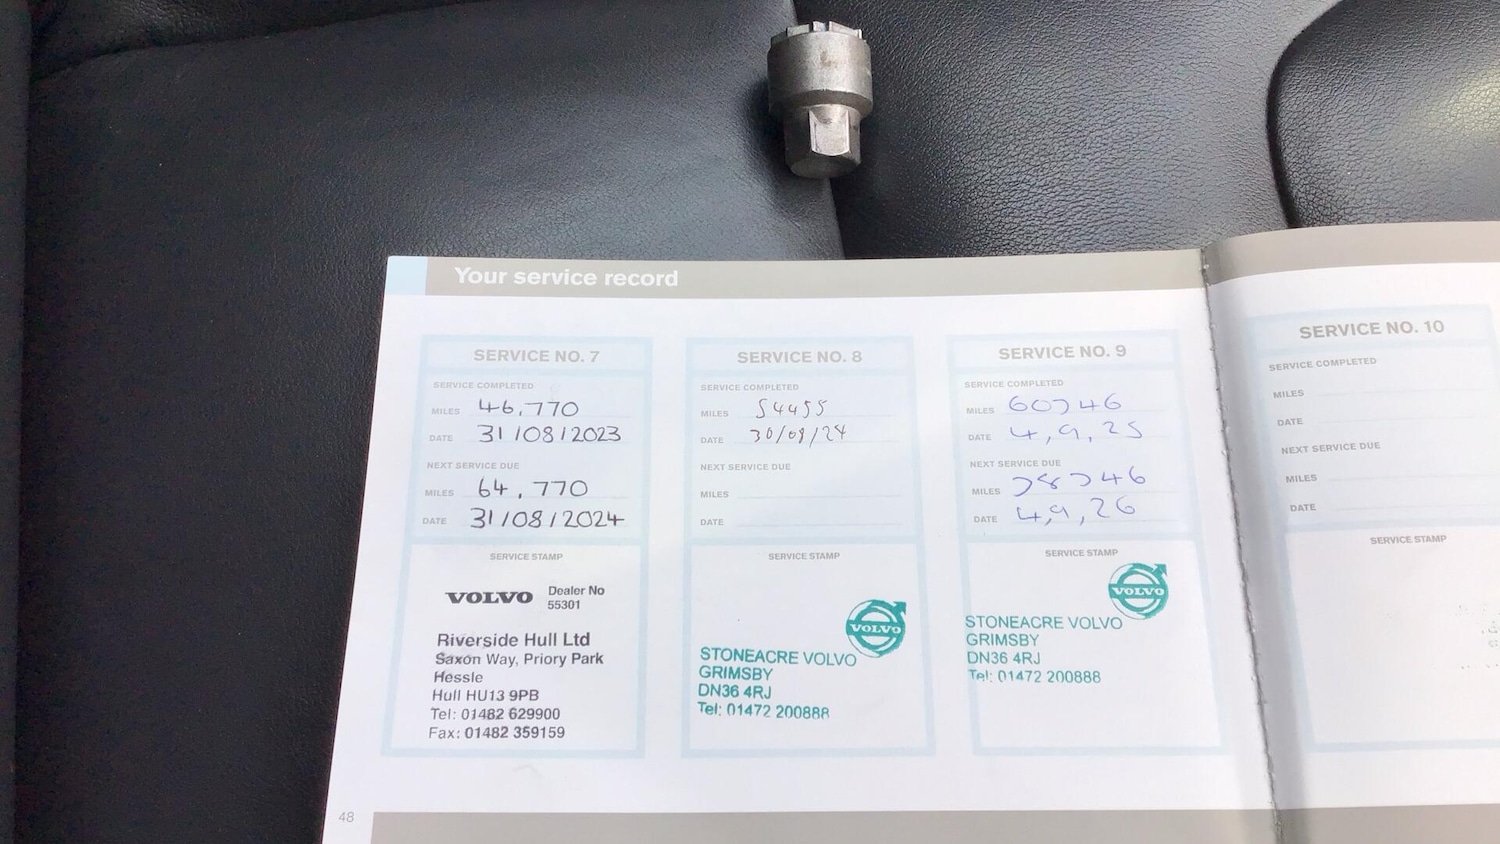 Your service record
SERVICE NO. 7
SERVICE COMPLETED
MILES 46,770
DATE 31/08/2023
NEXT SERVICE DUE
MILES 64,770
DATE 31/08/2024
SERVICE STAMP
VOLVO Dealer No
55301
Riverside Hull Ltd
Saxon Way, Priory Park
Hessle
Hull HU13 9PB
Tel: 01482 629900
Fax: 01482 359159
SERVICE NO. 8
SERVICE COMPLETED
MILES 54455
DATE 30/08/24
NEXT SERVICE DUE
MILES
DATE
SERVICE STAMP
VOLVO
STONEACRE VOLVO
GRIMSBY
DN36 4RJ
Tel: 01472 200888
SERVICE NO. 9
SERVICE COMPLETED
MILES 60746
DATE 4,9,25
NEXT SERVICE DUE
MILES 78746
DATE 4,9,26
SERVICE STAMP
VOLVO
STONEACRE VOLVO
GRIMSBY
DN36 4RJ
Tel: 01472 200888
SERVICE NO. 10
SERVICE COMPLETED
MILES
DATE
NEXT SERVICE DUE
MILES
DATE
SERVICE STAMP
48